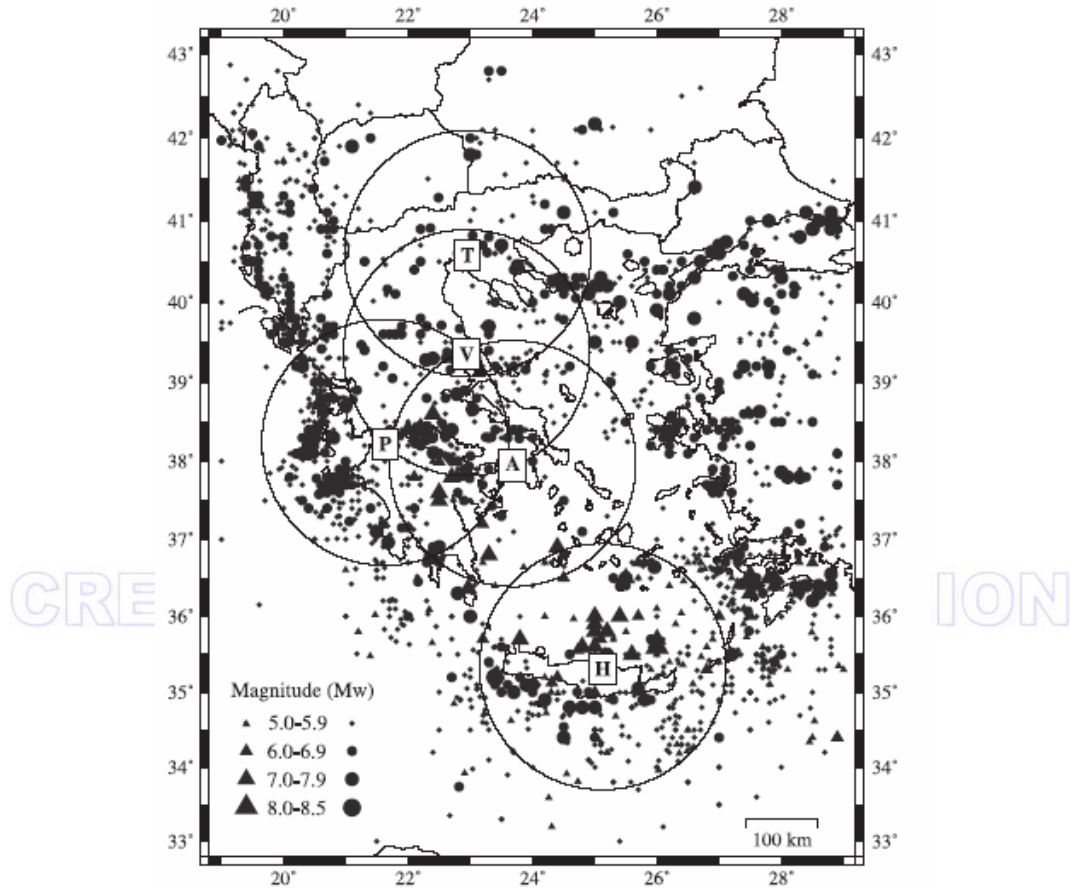 20° 22° 24° 26° 28°
43° 43°
42° 42°
41° 41°
T
40° 40°
V
39° 39°
P
A
38° 38°
37° 37°
CRE ION
36° 36°
H
35° 35°
Magnitude (Mw)
5.0-5.9
6.0-6.9
34° 34°
7.0-7.9
8.0-8.5
33° 33°
100 km
20° 22° 24° 26° 28°